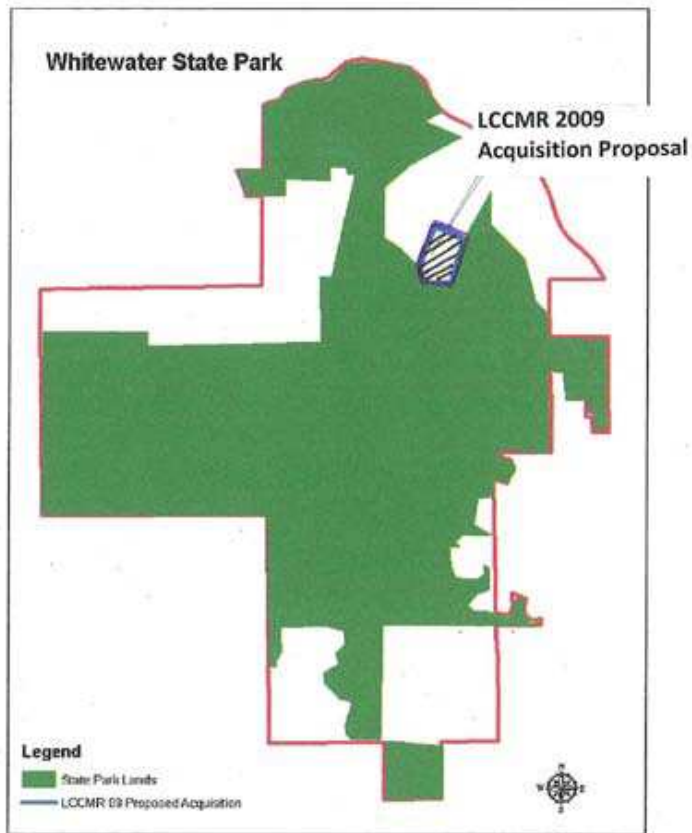 Whitewater State Park
LCCMR 2009
Acquisition Proposal
Legend
State Park Lands
LCCMR 09 Proposed Acquisition
N
W E
S